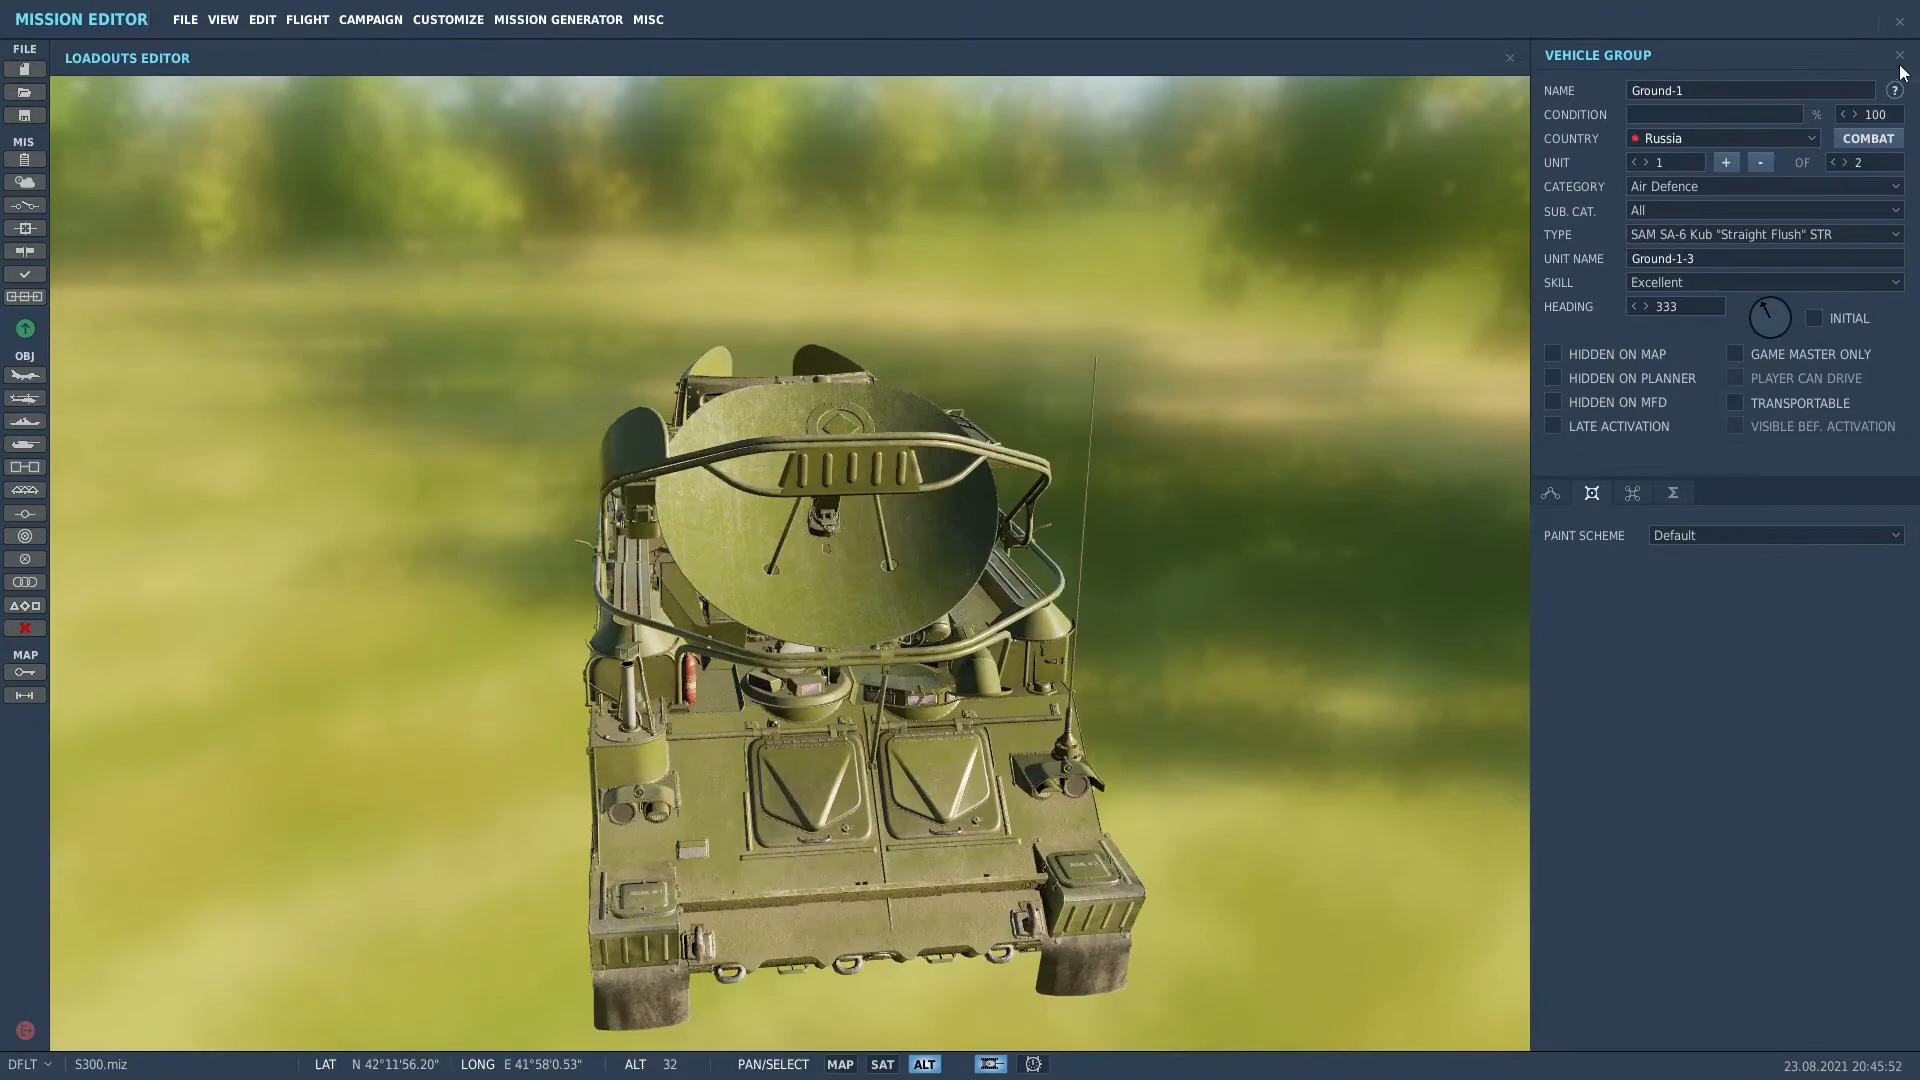 MISSION EDITOR FILE VIEW EDIT FLIGHT CAMPAIGN CUSTOMIZE MISSION GENERATOR MISC
FILE
MIS
OBJ
MAP
LOADOUTS EDITOR
VEHICLE GROUP
NAME Ground-1 ?
CONDITION % < > 100
COUNTRY Russia COMBAT
UNIT < > 1 + - OF < > 2
CATEGORY Air Defence
SUB. CAT. All
TYPE SAM SA-6 Kub "Straight Flush" STR
UNIT NAME Ground-1-3
SKILL Excellent
HEADING < > 333 INITIAL
HIDDEN ON MAP GAME MASTER ONLY
HIDDEN ON PLANNER PLAYER CAN DRIVE
HIDDEN ON MFD TRANSPORTABLE
LATE ACTIVATION VISIBLE BEF. ACTIVATION
PAINT SCHEME Default
DFLT S300.miz LAT N 42°11'56.20" LONG E 41°58'0.53" ALT 32 PAN/SELECT MAP SAT ALT 23.08.2021 20:45:52